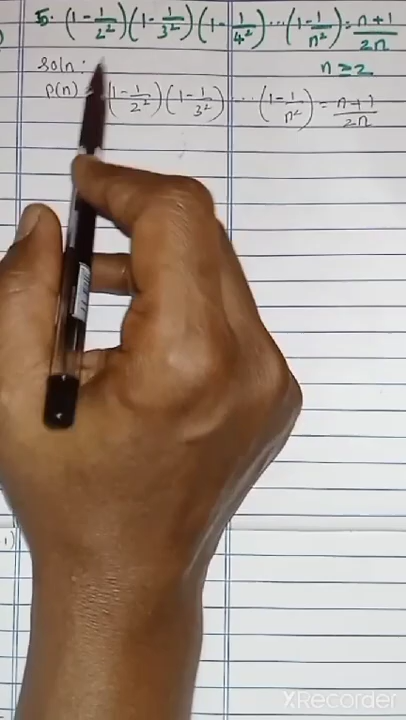 5. (1-1/2²)(1-1/3²)(1-1/4²)...(1-1/n²)=n+1/2n
n≥2
soln:
P(n) = (1-1/2²)(1-1/3²)...(1-1/n²)=n+1/2n
XRecorder